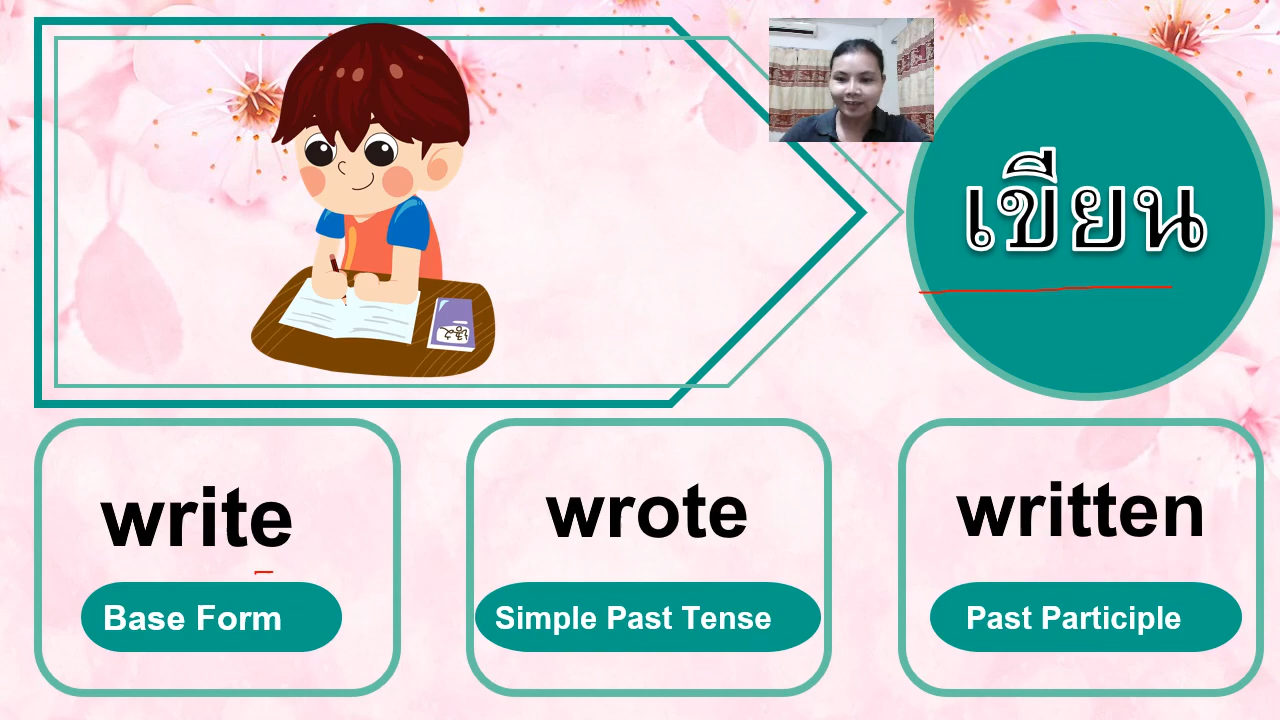 เขียน
write
Base Form
wrote
Simple Past Tense
written
Past Participle